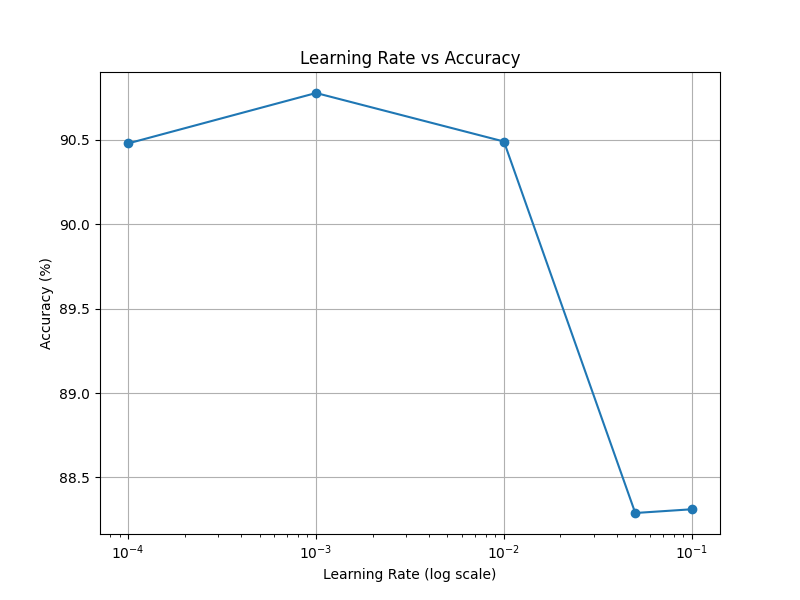 Learning Rate vs Accuracy
Accuracy (%)
90.5
90.0
89.5
89.0
88.5
10⁻⁴ 10⁻³ 10⁻² 10⁻¹
Learning Rate (log scale)